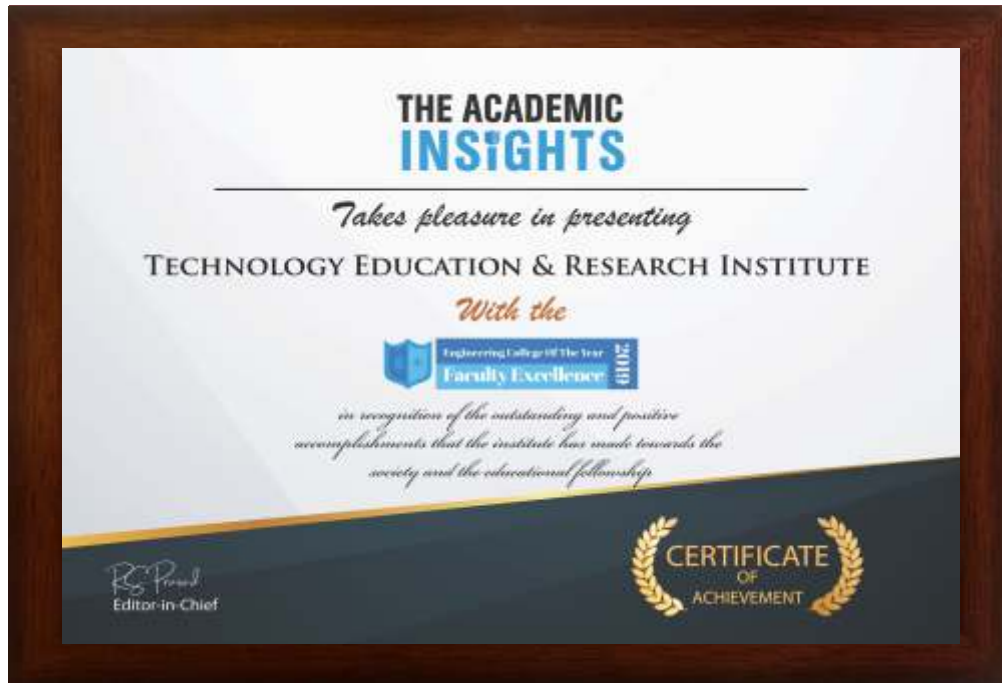 THE ACADEMIC
INSiGHTS
Takes pleasure in presenting
TECHNOLOGY EDUCATION & RESEARCH INSTITUTE
With the
Engineering College Of The Year
Faculty Excellence
2019
in recognition of the outstanding and positive
accomplishments that the institute has made towards the
society and the educational fellowship
RS Prasad
Editor-in-Chief
CERTIFICATE
OF
ACHIEVEMENT